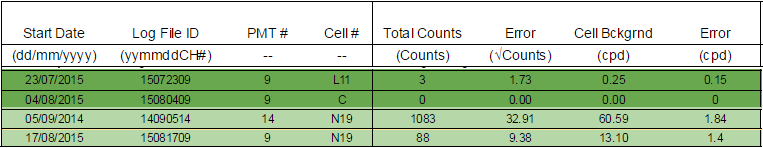 Start Date Log File ID PMT # Cell # Total Counts Error Cell Bckgrnd Error
(dd/mm/yyyy) (yymmddCH#) -- -- (Counts) (√Counts) (cpd) (cpd)
23/07/2015 15072309 9 L11 3 1.73 0.25 0.15
04/08/2015 15080409 9 C 0 0.00 0.00 0
05/09/2014 14090514 14 N19 1083 32.91 60.59 1.84
17/08/2015 15081709 9 N19 88 9.38 13.10 1.4